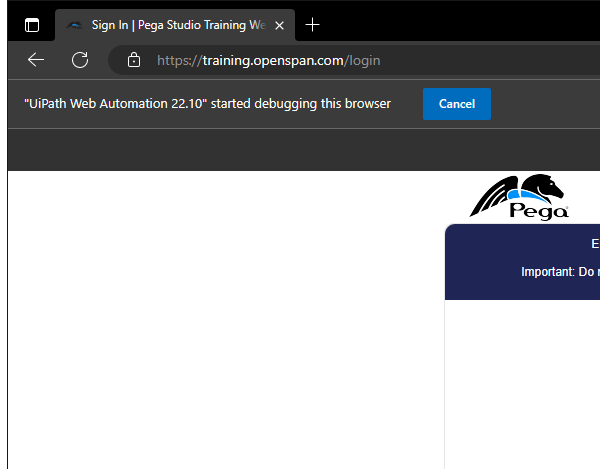 Sign In | Pega Studio Training We
https://training.openspan.com/login
"UiPath Web Automation 22.10" started debugging this browser
Cancel
Pega
E
Important: Do